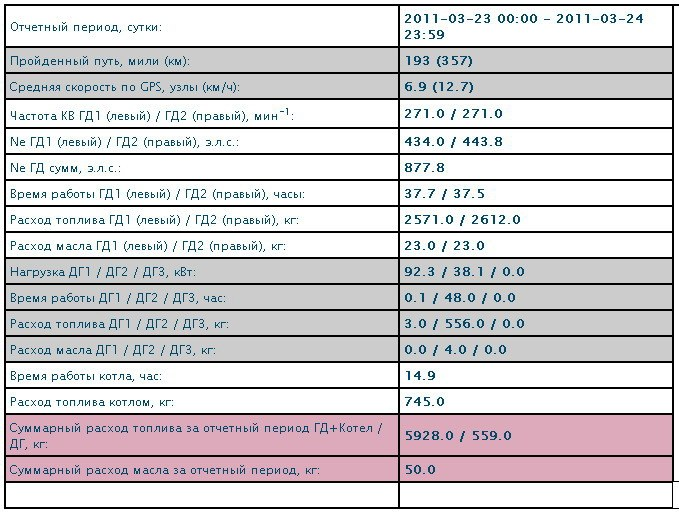 Отчетный период, сутки: 2011-03-23 00:00 - 2011-03-24
23:59
Пройденный путь, мили (км): 193 (357)
Средняя скорость по GPS, узлы (км/ч): 6.9 (12.7)
Частота КВ ГД1 (левый) / ГД2 (правый), мин⁻¹: 271.0 / 271.0
Ne ГД1 (левый) / ГД2 (правый), э.л.с.: 434.0 / 443.8
Ne ГД сумм, э.л.с.: 877.8
Время работы ГД1 (левый) / ГД2 (правый), часы: 37.7 / 37.5
Расход топлива ГД1 (левый) / ГД2 (правый), кг: 2571.0 / 2612.0
Расход масла ГД1 (левый) / ГД2 (правый), кг: 23.0 / 23.0
Нагрузка ДГ1 / ДГ2 / ДГ3, кВт: 92.3 / 38.1 / 0.0
Время работы ДГ1 / ДГ2 / ДГ3, час: 0.1 / 48.0 / 0.0
Расход топлива ДГ1 / ДГ2 / ДГ3, кг: 3.0 / 556.0 / 0.0
Расход масла ДГ1 / ДГ2 / ДГ3, кг: 0.0 / 4.0 / 0.0
Время работы котла, час: 14.9
Расход топлива котлом, кг: 745.0
Суммарный расход топлива за отчетный период ГД+Котел /
ДГ, кг: 5928.0 / 559.0
Суммарный расход масла за отчетный период, кг: 50.0